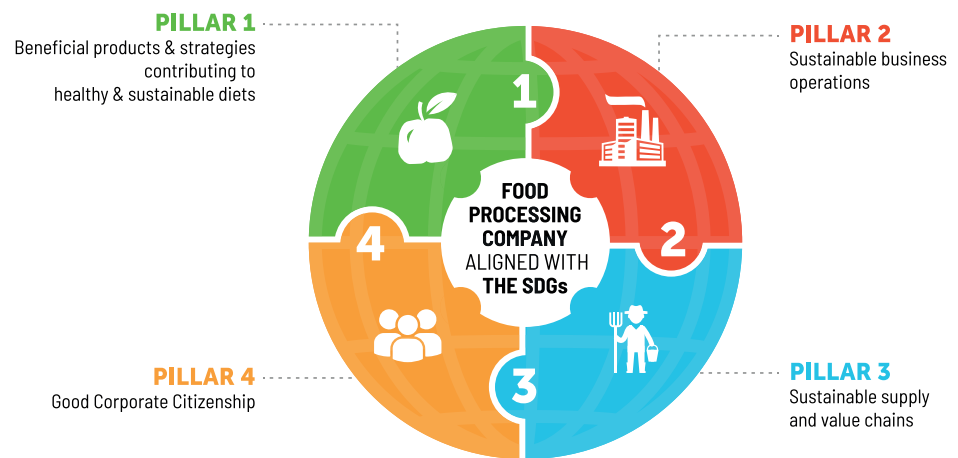 PILLAR 1
Beneficial products & strategies
contributing to
healthy & sustainable diets
PILLAR 2
Sustainable business
operations
1
2
3
4
FOOD
PROCESSING
COMPANY
ALIGNED WITH
THE SDGs
PILLAR 4
Good Corporate Citizenship
PILLAR 3
Sustainable supply
and value chains